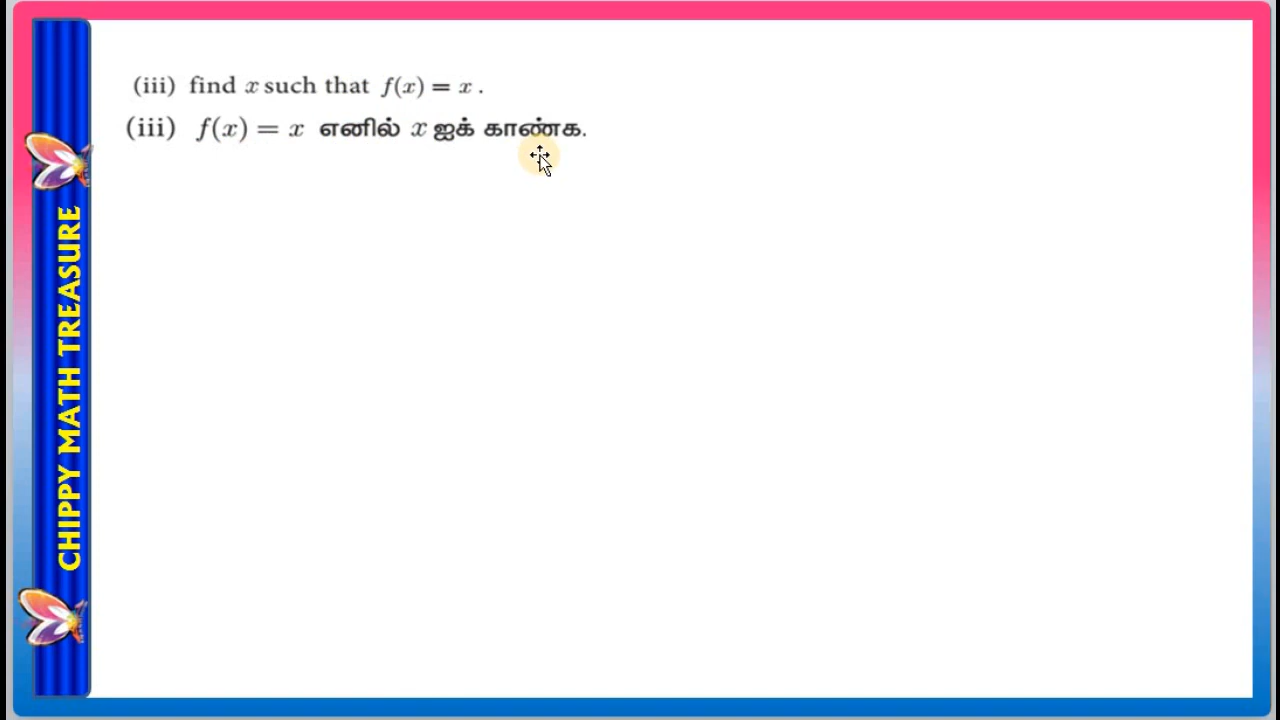 (iii) find x such that f(x) = x .
(iii) f(x) = x எனில் x ஐக் காண்க.
CHIPPY MATH TREASURE